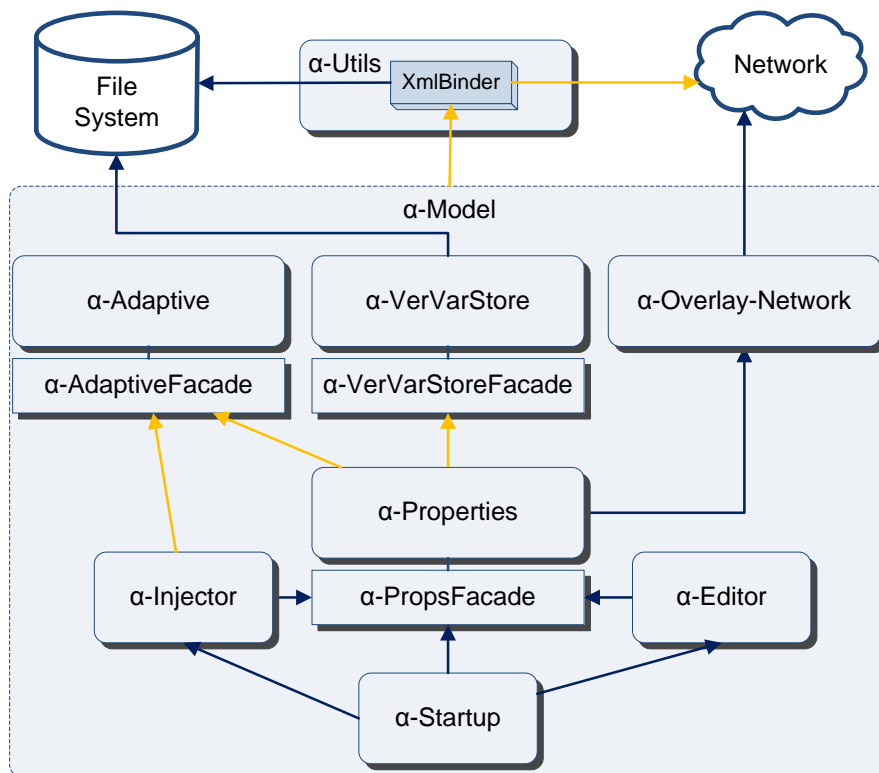 File
System
α-Utils
XmlBinder
Network
α-Model
α-Adaptive
α-VerVarStore
α-Overlay-Network
α-AdaptiveFacade
α-VerVarStoreFacade
α-Properties
α-Injector
α-PropsFacade
α-Editor
α-Startup